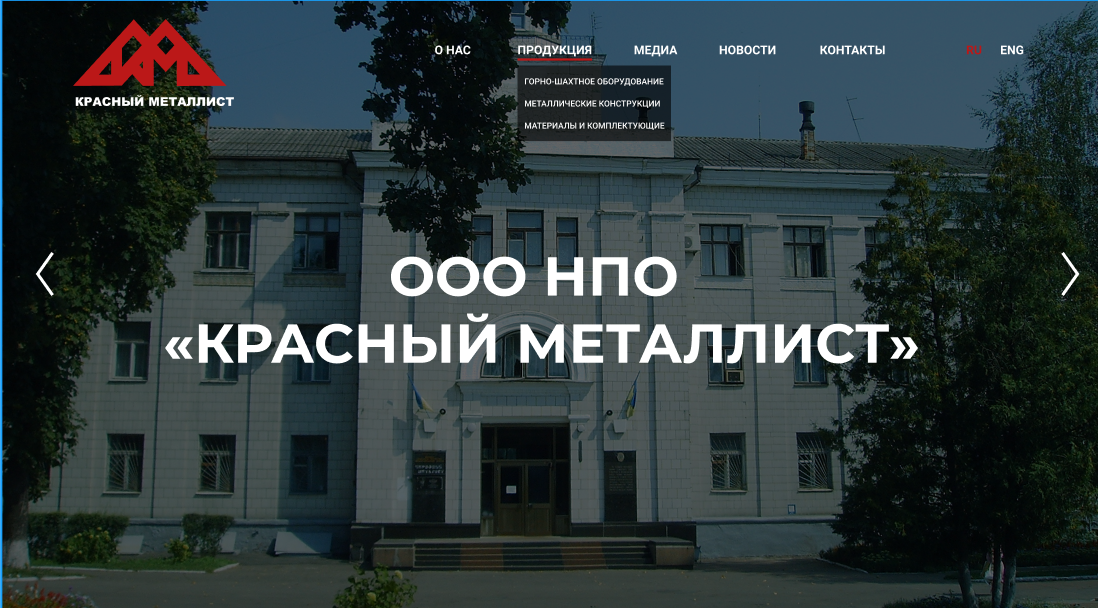 КРАСНЫЙ МЕТАЛЛИСТ
О НАС ПРОДУКЦИЯ МЕДИА НОВОСТИ КОНТАКТЫ RU ENG
ГОРНО-ШАХТНОЕ ОБОРУДОВАНИЕ
МЕТАЛЛИЧЕСКИЕ КОНСТРУКЦИИ
МАТЕРИАЛЫ И КОМПЛЕКТУЮЩИЕ
ООО НПО
«КРАСНЫЙ МЕТАЛЛИСТ»